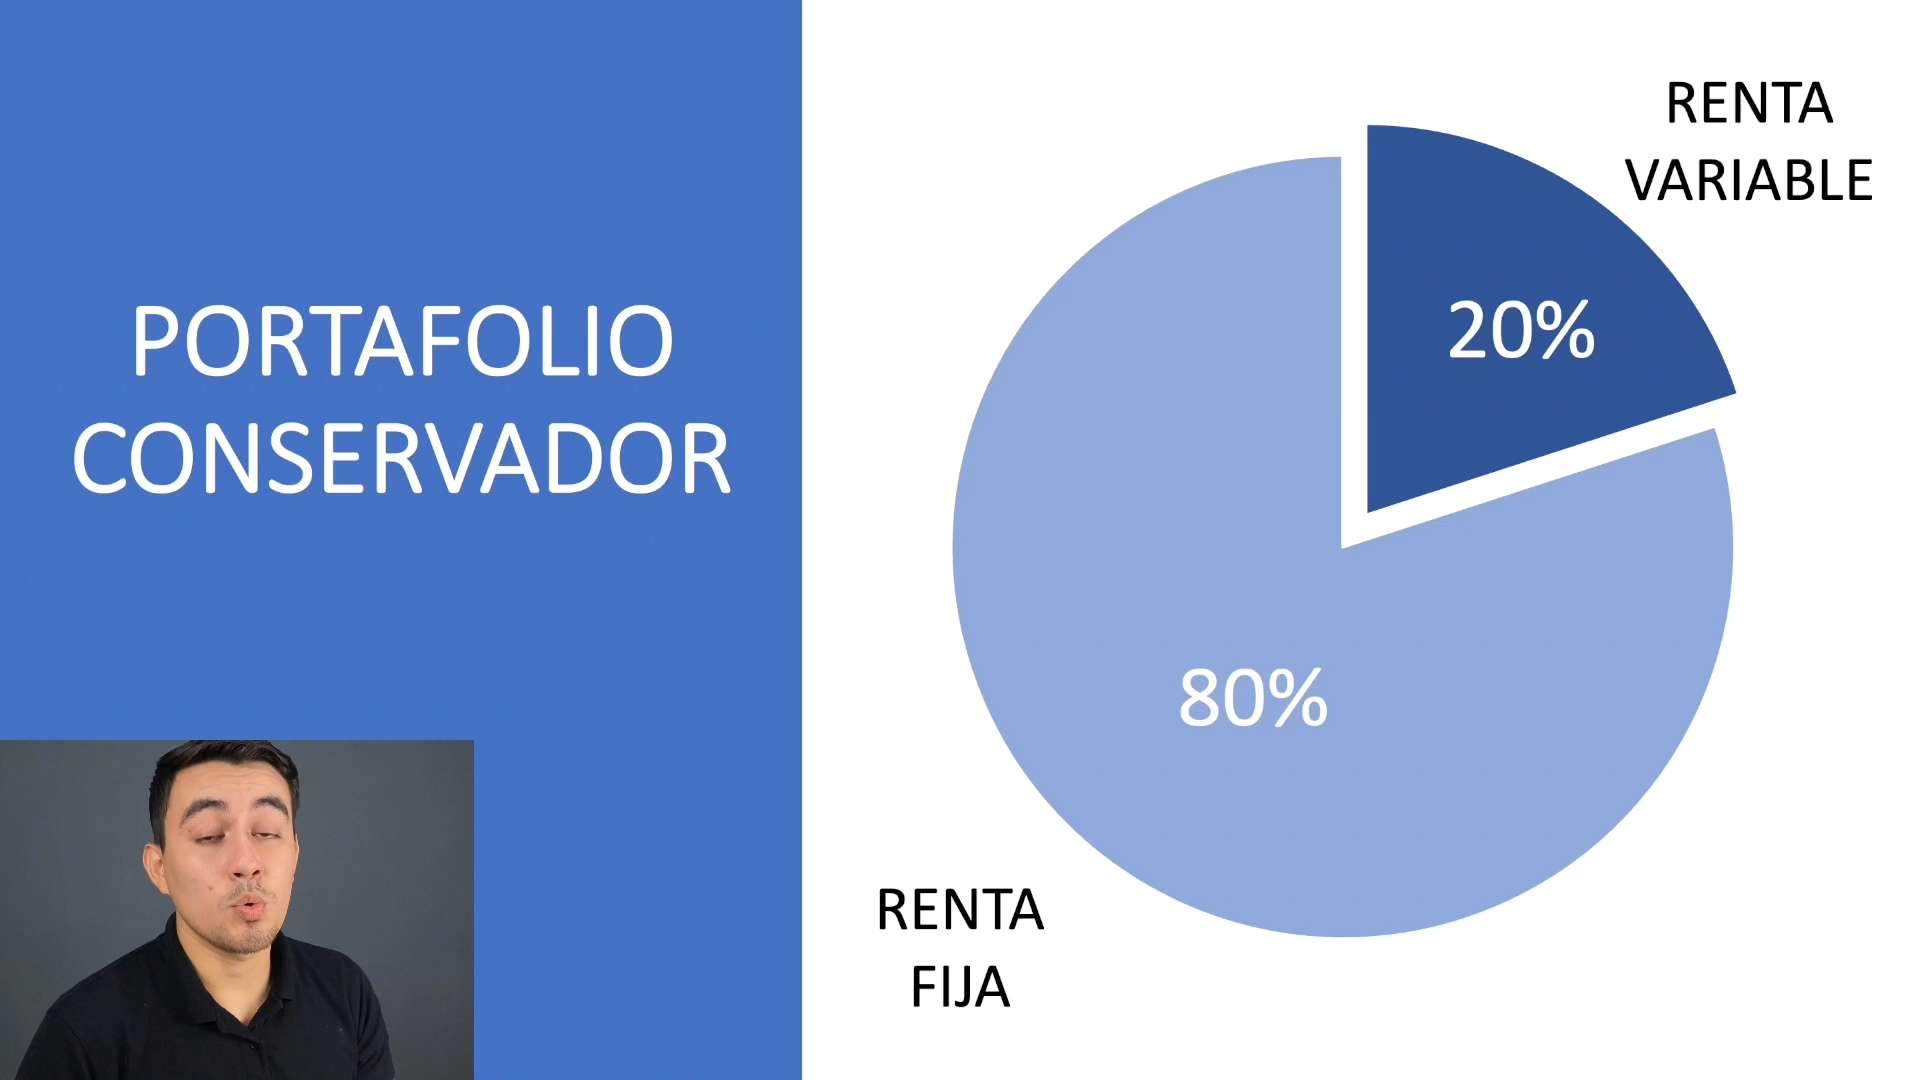 PORTAFOLIO
CONSERVADOR
RENTA
VARIABLE
20%
80%
RENTA
FIJA